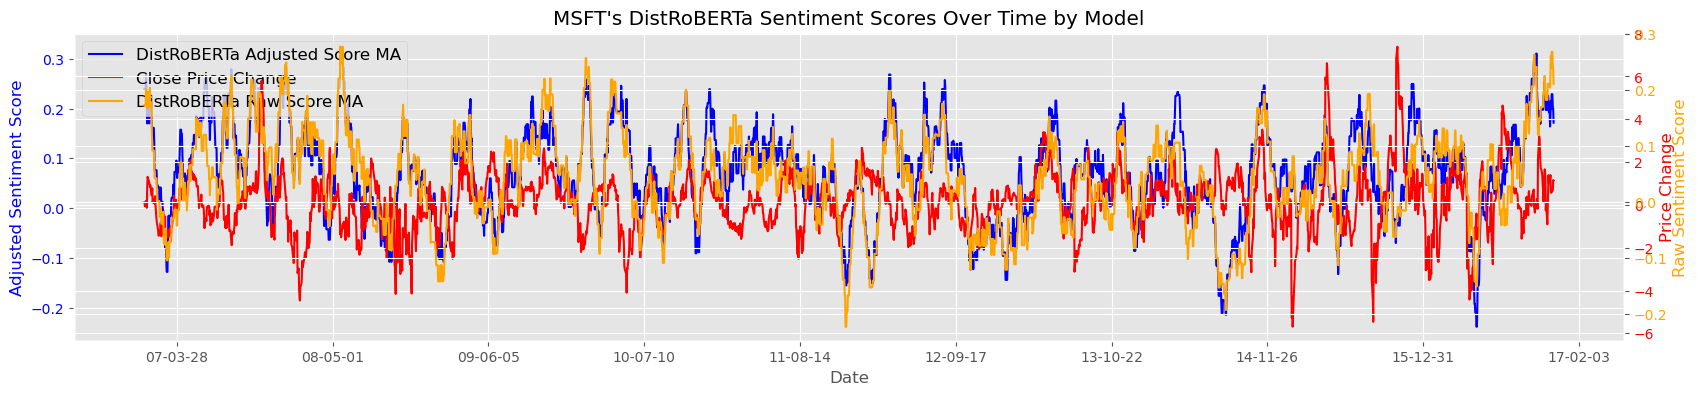 MSFT's DistRoBERTa Sentiment Scores Over Time by Model
DistRoBERTa Adjusted Score MA
Close Price Change
DistRoBERTa Raw Score MA
Adjusted Sentiment Score
0.3
0.2
0.1
0.0
−0.1
−0.2
8
6
4
2
0
−2
−4
−6
Price Change
0.3
0.2
0.1
0.0
−0.1
−0.2
Raw Sentiment Score
07-03-28 08-05-01 09-06-05 10-07-10 11-08-14 12-09-17 13-10-22 14-11-26 15-12-31 17-02-03
Date